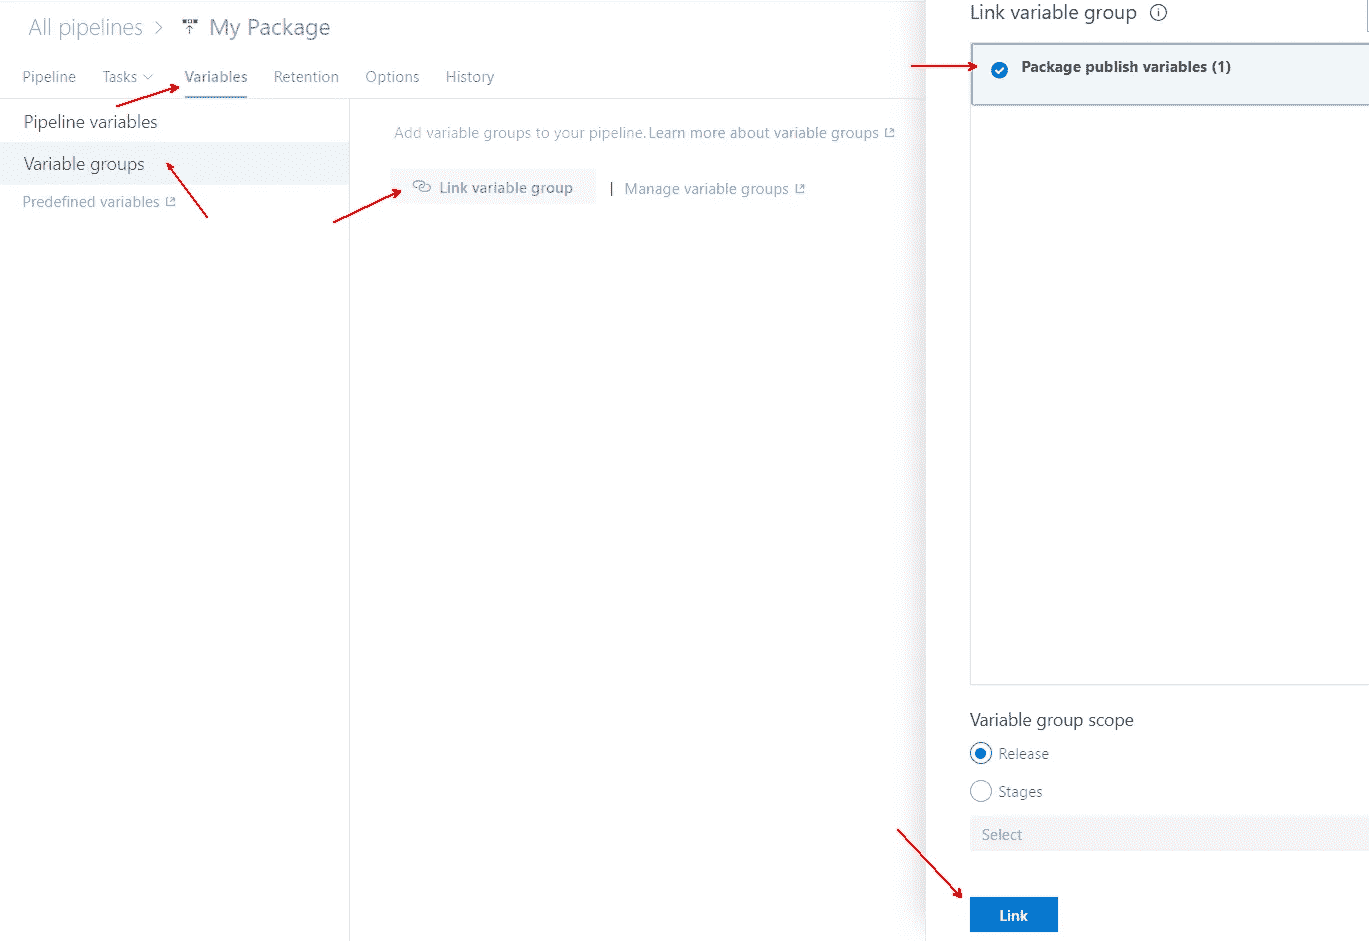 All pipelines > My Package
Pipeline Tasks Variables Retention Options History
Pipeline variables
Variable groups
Predefined variables
Add variable groups to your pipeline. Learn more about variable groups
Link variable group | Manage variable groups
Link variable group
Package publish variables (1)
Variable group scope
Release
Stages
Select
Link